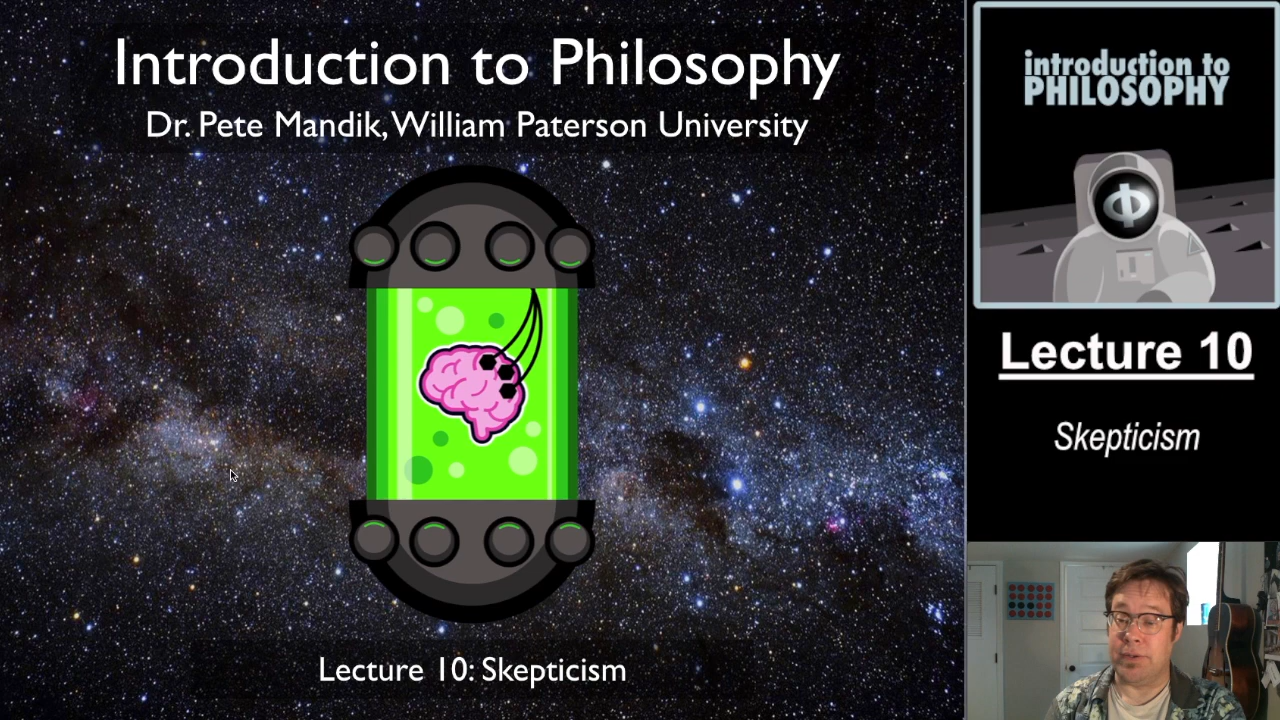 Introduction to Philosophy
Dr. Pete Mandik, William Paterson University
Lecture 10: Skepticism
introduction to
PHILOSOPHY
Φ
Lecture 10
Skepticism